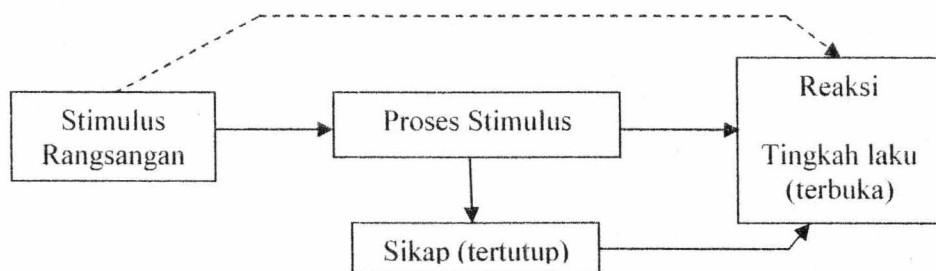 Stimulus
Rangsangan
Proses Stimulus
Reaksi
Tingkah laku
(terbuka)
Sikap (tertutup)